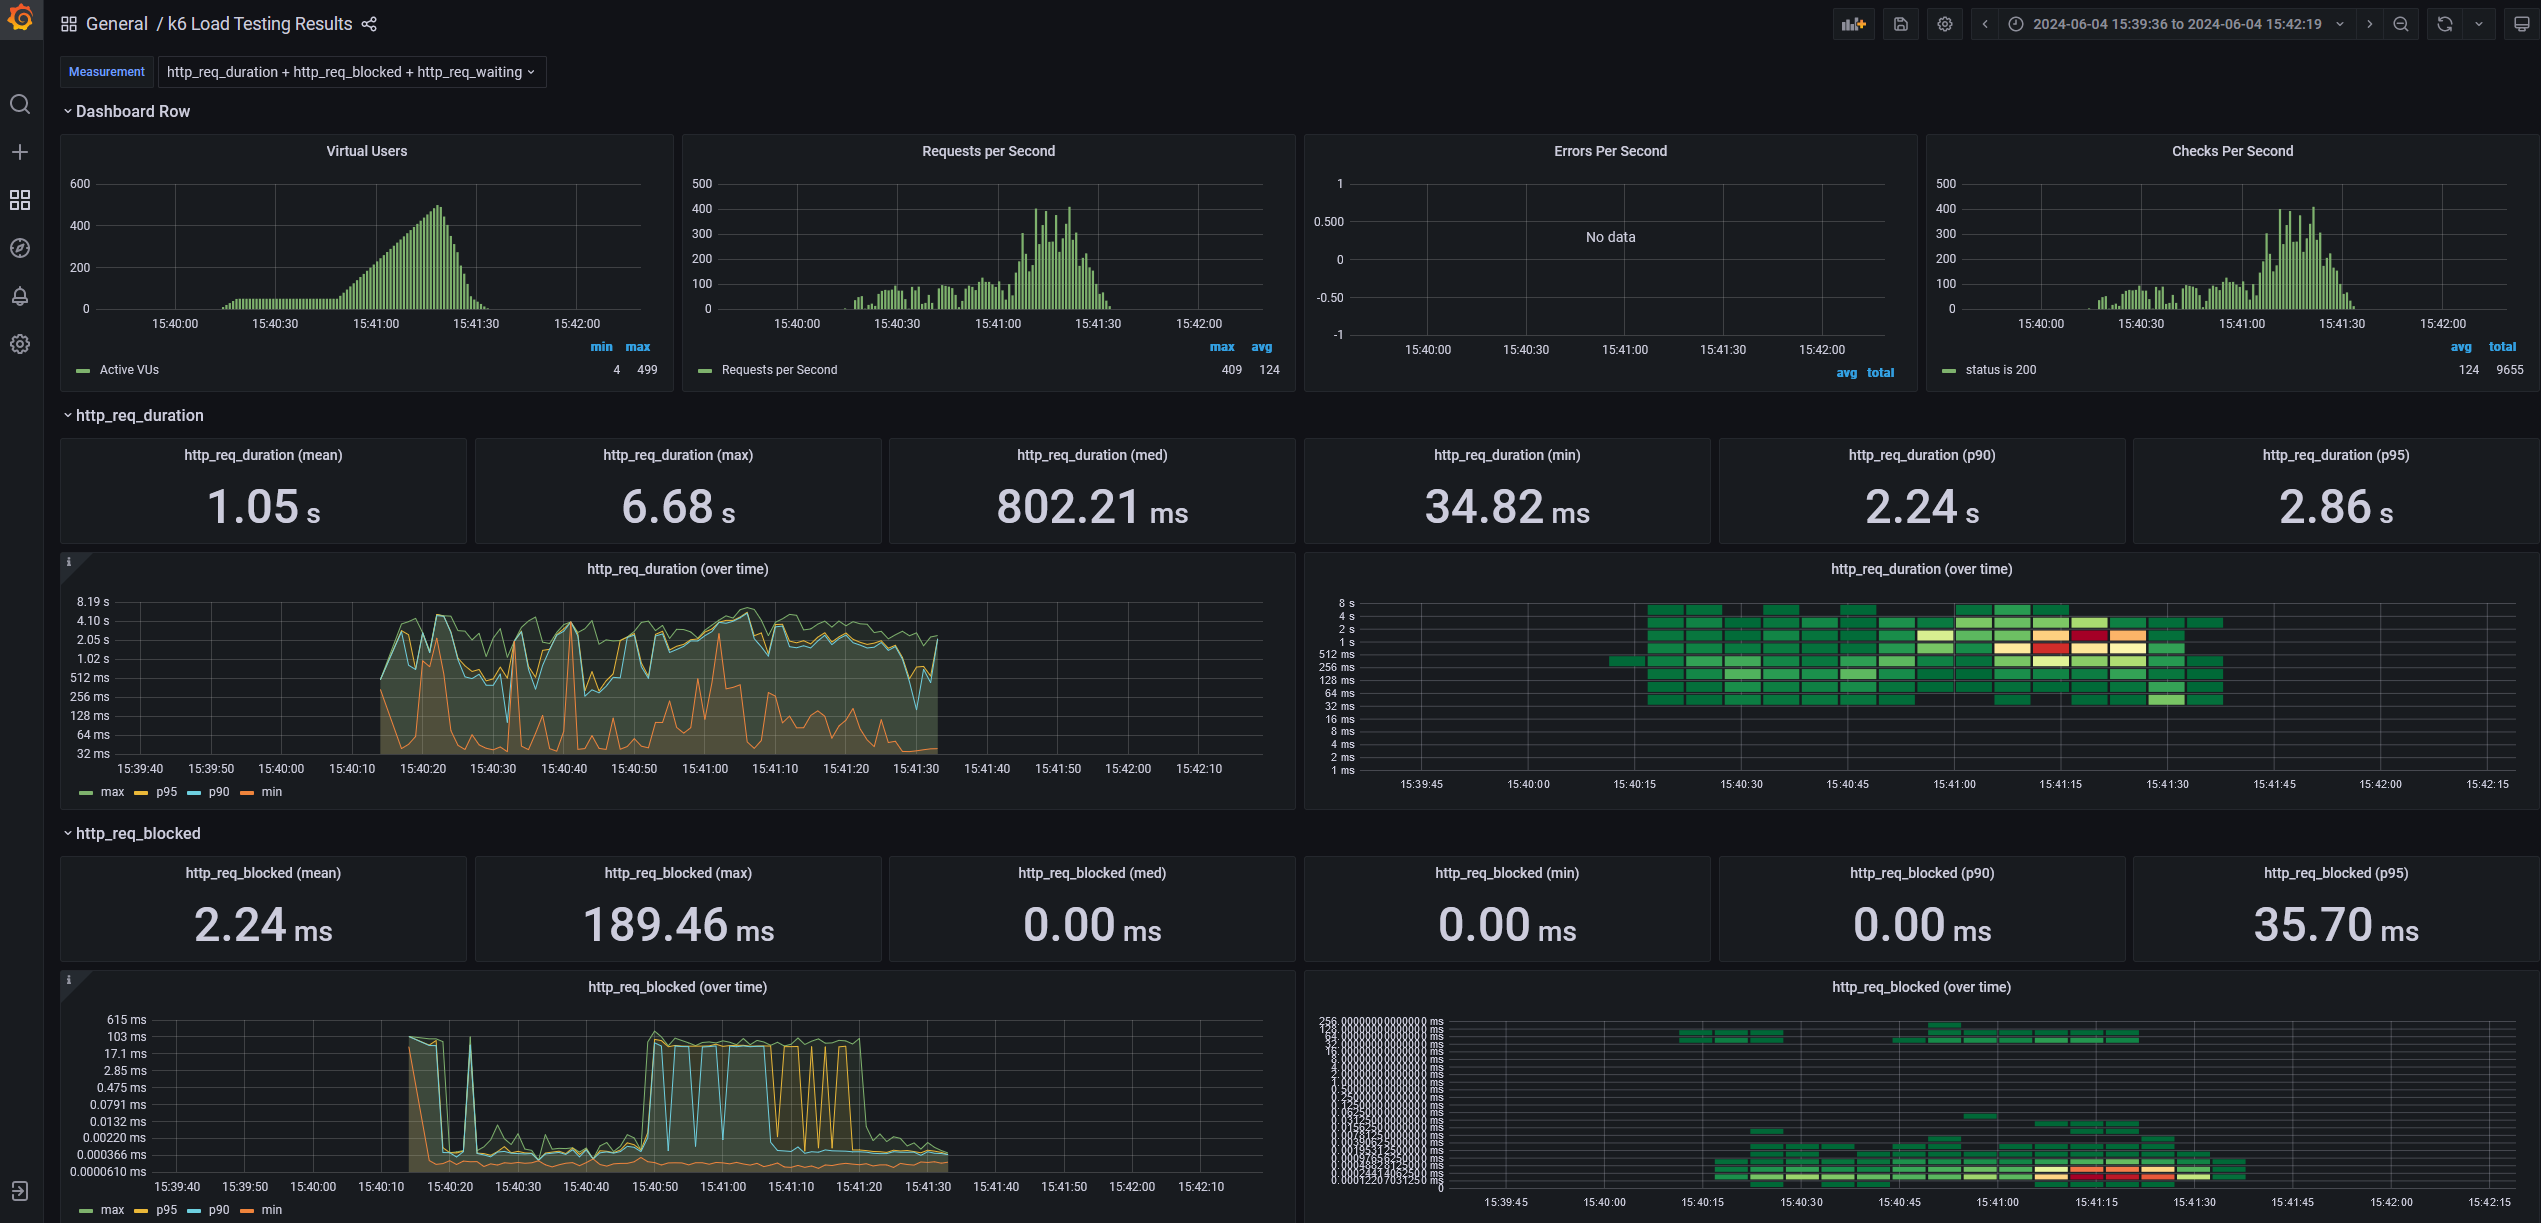 General / k6 Load Testing Results
2024-06-04 15:39:36 to 2024-06-04 15:42:19
Measurement http_req_duration + http_req_blocked + http_req_waiting
Dashboard Row
Virtual Users
600
400
200
0
15:40:00 15:40:30 15:41:00 15:41:30 15:42:00
min max
Active VUs 4 499
Requests per Second
500
400
300
200
100
0
15:40:00 15:40:30 15:41:00 15:41:30 15:42:00
max avg
Requests per Second 409 124
Errors Per Second
1
0.500
0
-0.50
-1
No data
15:40:00 15:40:30 15:41:00 15:41:30 15:42:00
avg total
Checks Per Second
500
400
300
200
100
0
15:40:00 15:40:30 15:41:00 15:41:30 15:42:00
avg total
status is 200 124 9655
http_req_duration
http_req_duration (mean)
1.05 s
http_req_duration (max)
6.68 s
http_req_duration (med)
802.21 ms
http_req_duration (min)
34.82 ms
http_req_duration (p90)
2.24 s
http_req_duration (p95)
2.86 s
i
http_req_duration (over time)
8.19 s
4.10 s
2.05 s
1.02 s
512 ms
256 ms
128 ms
64 ms
32 ms
15:39:40 15:39:50 15:40:00 15:40:10 15:40:20 15:40:30 15:40:40 15:40:50 15:41:00 15:41:10 15:41:20 15:41:30 15:41:40 15:41:50 15:42:00 15:42:10
max p95 p90 min
http_req_duration (over time)
8 s
4 s
2 s
1 s
512 ms
256 ms
128 ms
64 ms
32 ms
16 ms
8 ms
4 ms
2 ms
1 ms
15:39:45 15:40:00 15:40:15 15:40:30 15:40:45 15:41:00 15:41:15 15:41:30 15:41:45 15:42:00 15:42:15
http_req_blocked
http_req_blocked (mean)
2.24 ms
http_req_blocked (max)
189.46 ms
http_req_blocked (med)
0.00 ms
http_req_blocked (min)
0.00 ms
http_req_blocked (p90)
0.00 ms
http_req_blocked (p95)
35.70 ms
i
http_req_blocked (over time)
615 ms
103 ms
17.1 ms
2.85 ms
0.475 ms
0.0791 ms
0.0132 ms
0.00220 ms
0.000366 ms
0.0000610 ms
15:39:40 15:39:50 15:40:00 15:40:10 15:40:20 15:40:30 15:40:40 15:40:50 15:41:00 15:41:10 15:41:20 15:41:30 15:41:40 15:41:50 15:42:00 15:42:10
max p95 p90 min
http_req_blocked (over time)
0.00012207031250 ms
0
15:39:45 15:40:00 15:40:15 15:40:30 15:40:45 15:41:00 15:41:15 15:41:30 15:41:45 15:42:00 15:42:15